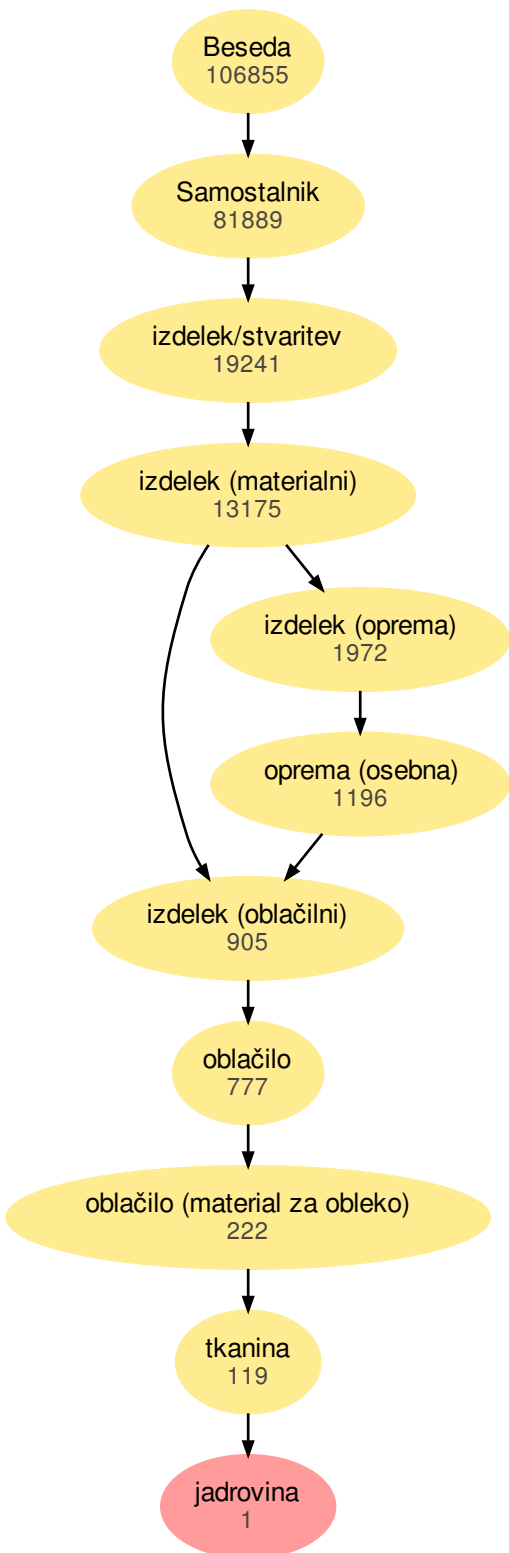 Beseda
106855
Samostalnik
81889
izdelek/stvaritev
19241
izdelek (materialni)
13175
izdelek (oprema)
1972
oprema (osebna)
1196
izdelek (oblačilni)
905
oblačilo
777
oblačilo (material za obleko)
222
tkanina
119
jadrovina
1